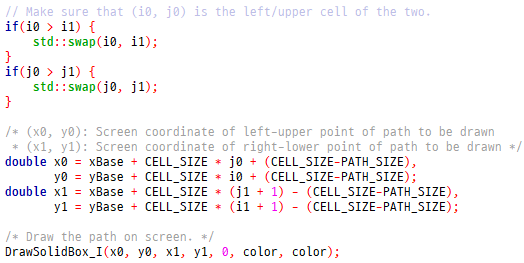 // Make sure that (i0, j0) is the left/upper cell of the two.
if(i0 > i1) {
    std::swap(i0, i1);
}
if(j0 > j1) {
    std::swap(j0, j1);
}

/* (x0, y0): Screen coordinate of left-upper point of path to be drawn
 * (x1, y1): Screen coordinate of right-lower point of path to be drawn */
double x0 = xBase + CELL_SIZE * j0 + (CELL_SIZE-PATH_SIZE),
       y0 = yBase + CELL_SIZE * i0 + (CELL_SIZE-PATH_SIZE);
double x1 = xBase + CELL_SIZE * (j1 + 1) - (CELL_SIZE-PATH_SIZE),
       y1 = yBase + CELL_SIZE * (i1 + 1) - (CELL_SIZE-PATH_SIZE);

/* Draw the path on screen. */
DrawSolidBox_I(x0, y0, x1, y1, 0, color, color);